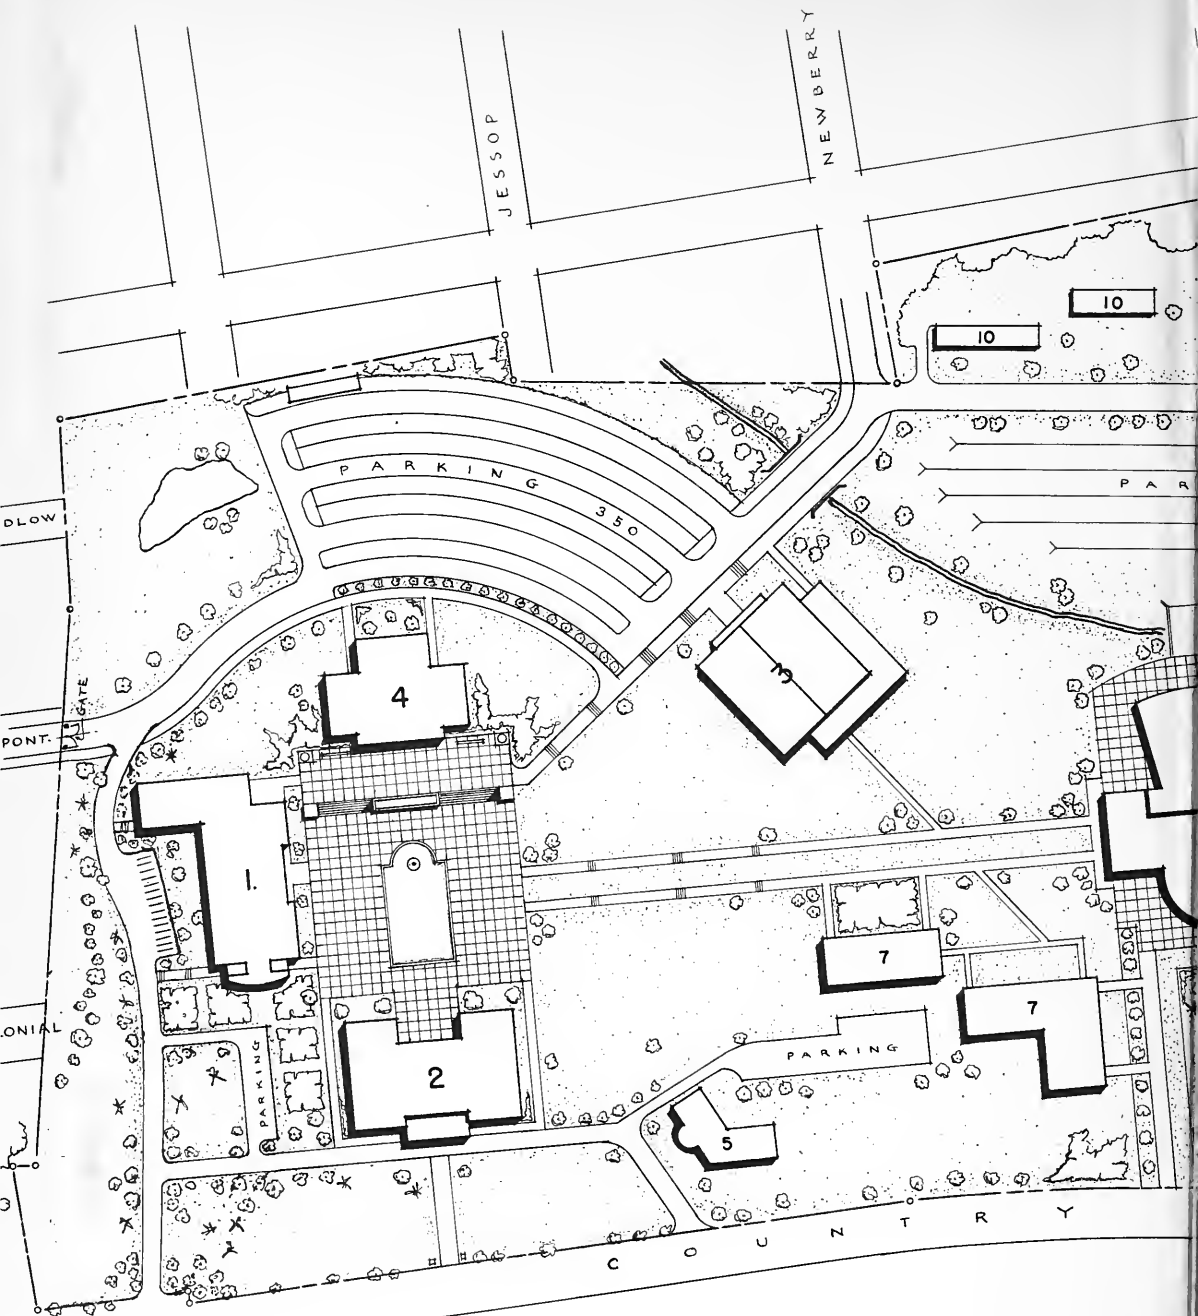 NEWBERRY
JESSOP
10
10
PARKING
350
DLOW
PAR
3
GATE
4
PONT.
1.
7
7
ONIAL
PARKING
PARKING
2
5
COUNTRY